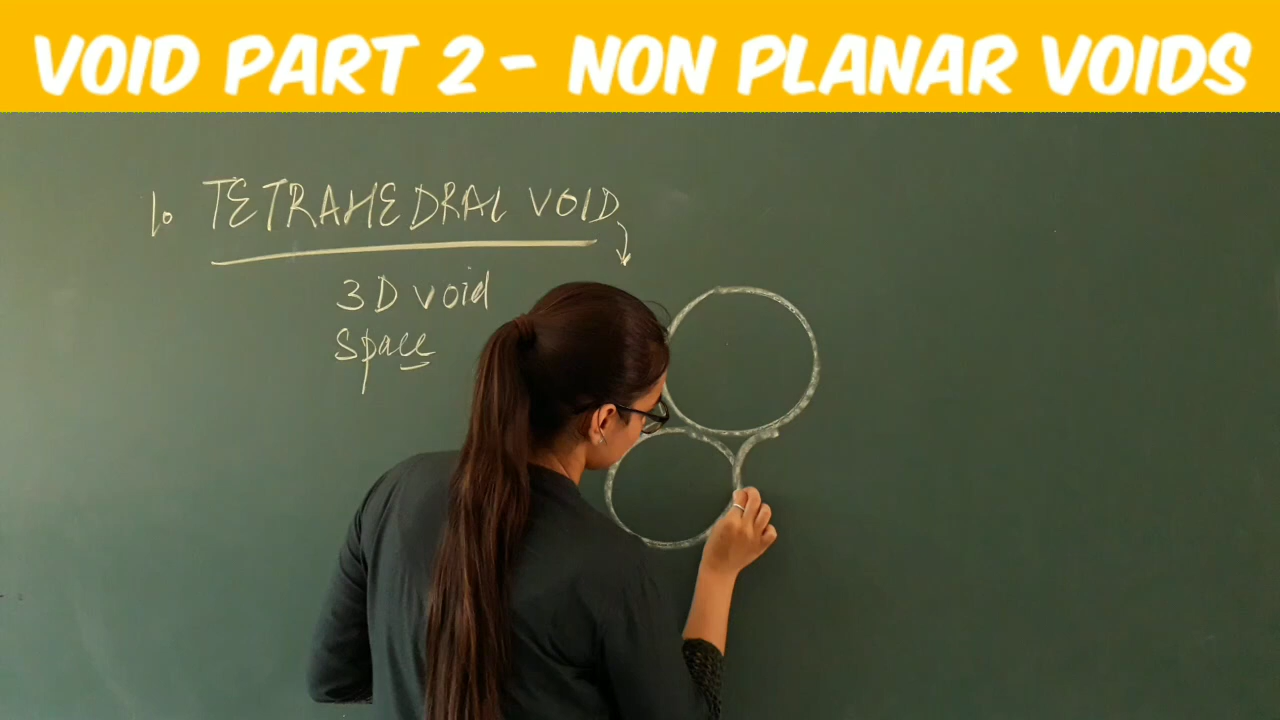 VOID PART 2 - NON PLANAR VOIDS
1. TETRAHEDRAL VOID
3D void
Space